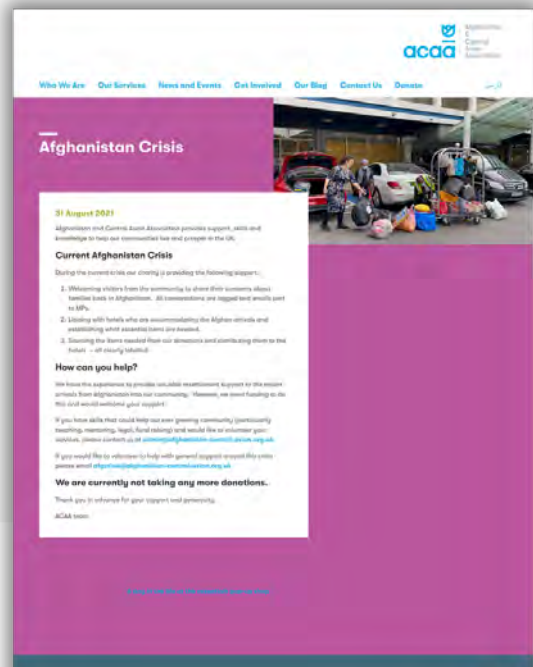 acaa
Afghanistan
&
Central
Asian
Association
Who We Are Our Services News and Events Get Involved Our Blog Contact Us Donate
Afghanistan Crisis
31 August 2021
Afghanistan and Central Asian Association provides support, skills and
knowledge to help our communities live and prosper in the UK.
Current Afghanistan Crisis
During the current crisis our charity is providing the following support:
1. Welcoming visitors from the community to share their concerns about
families back in Afghanistan. All conversations are logged and emails sent
to MPs.
2. Liaising with hotels who are accommodating the Afghan arrivals and
establishing what essential items are needed.
3. Sourcing the items needed from our donations and distributing them to the
hotels – all clearly labelled.
How can you help?
We have the experience to provide valuable resettlement support to the recent
arrivals from Afghanistan into our community. However, we need funding to do
this and would welcome your support.
If you have skills that could help our ever growing community (particularly
teaching, mentoring, legal, fund raising) and would like to volunteer your
services, please contact us at
If you would like to volunteer to help with general support around this crisis
please email
We are currently not taking any more donations.
Thank you in advance for your support and generosity.
ACAA team